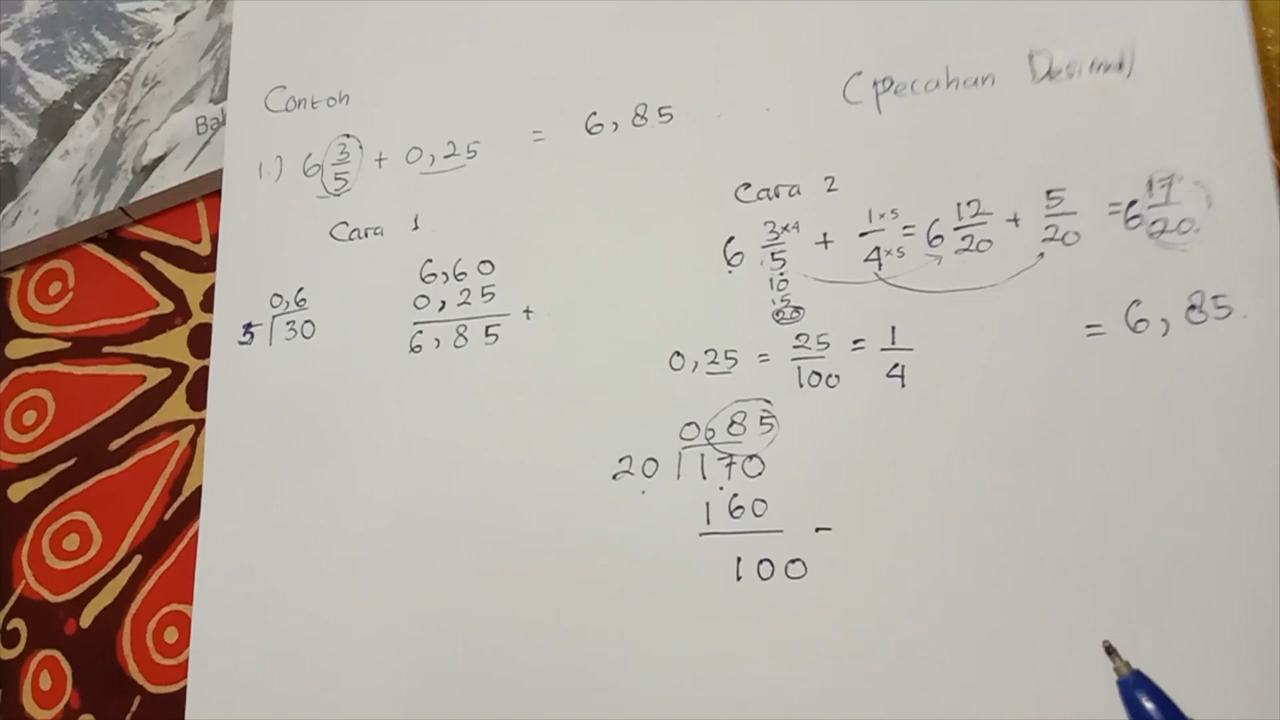 Contoh
(Pecahan Desimal)
1.) 6 3/5 + 0,25 = 6,85
Cara 1
0,6
5 | 30
6,60
0,25 +
6,85
Cara 2
6 3×4/5 + 1×5/4×5 = 6 12/20 + 5/20 = 6 17/20
10
15
20
= 6,85
0,25 = 25/100 = 1/4
0,85
20 | 170
160 -
100
Bal